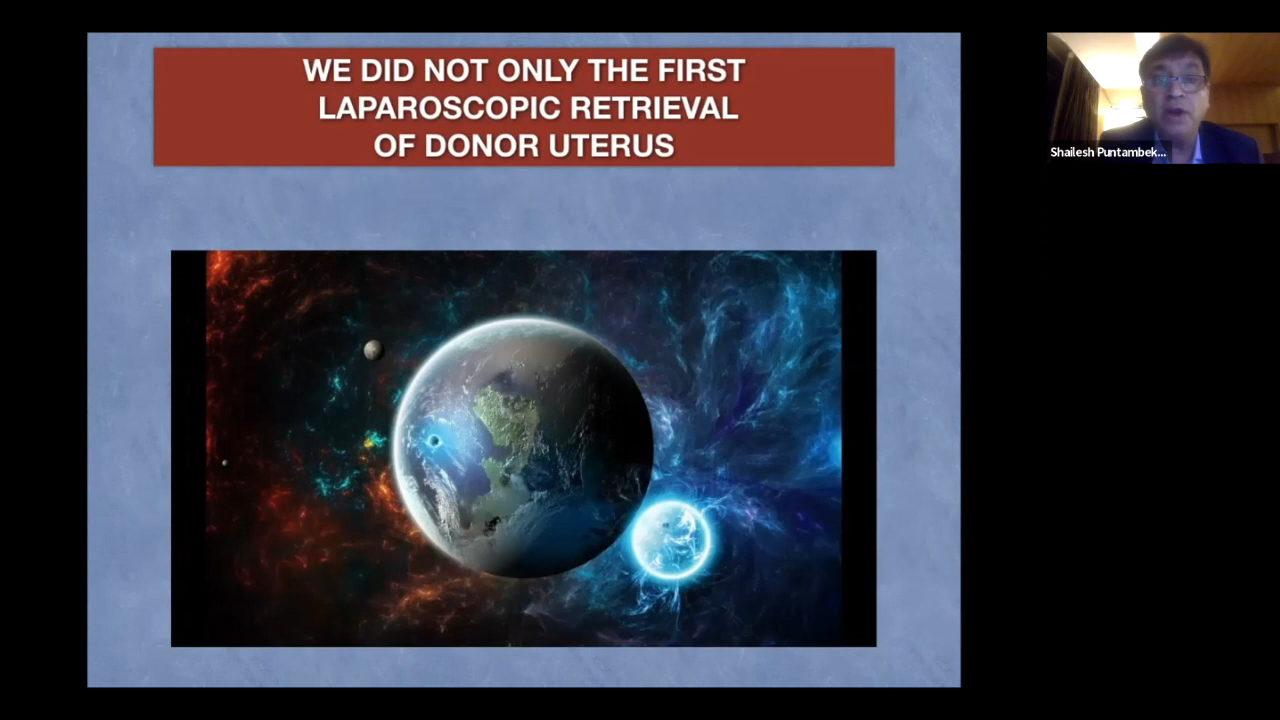 WE DID NOT ONLY THE FIRST
LAPAROSCOPIC RETRIEVAL
OF DONOR UTERUS
Shailesh Puntambek...